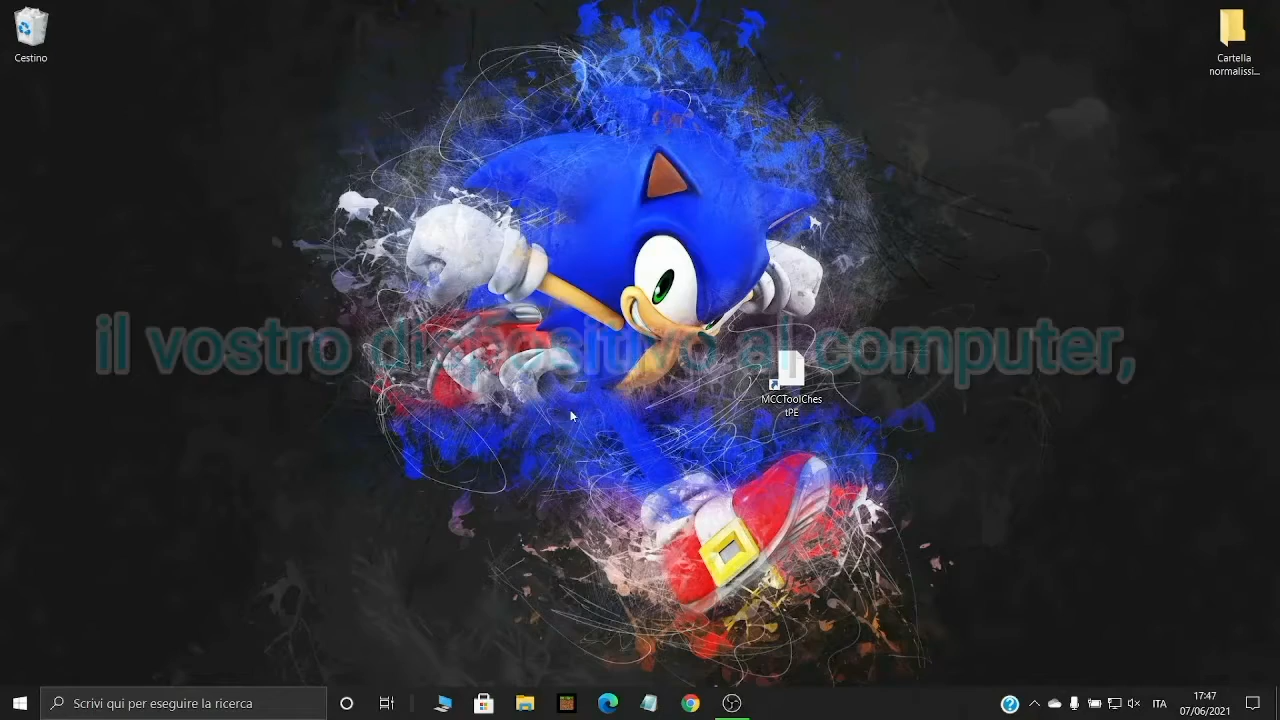 Cestino
Cartella
normalissi...
il vostro dispositivo al computer,
MCCToolChes
tPE
Scrivi qui per eseguire la ricerca
ITA
17:47
07/06/2021